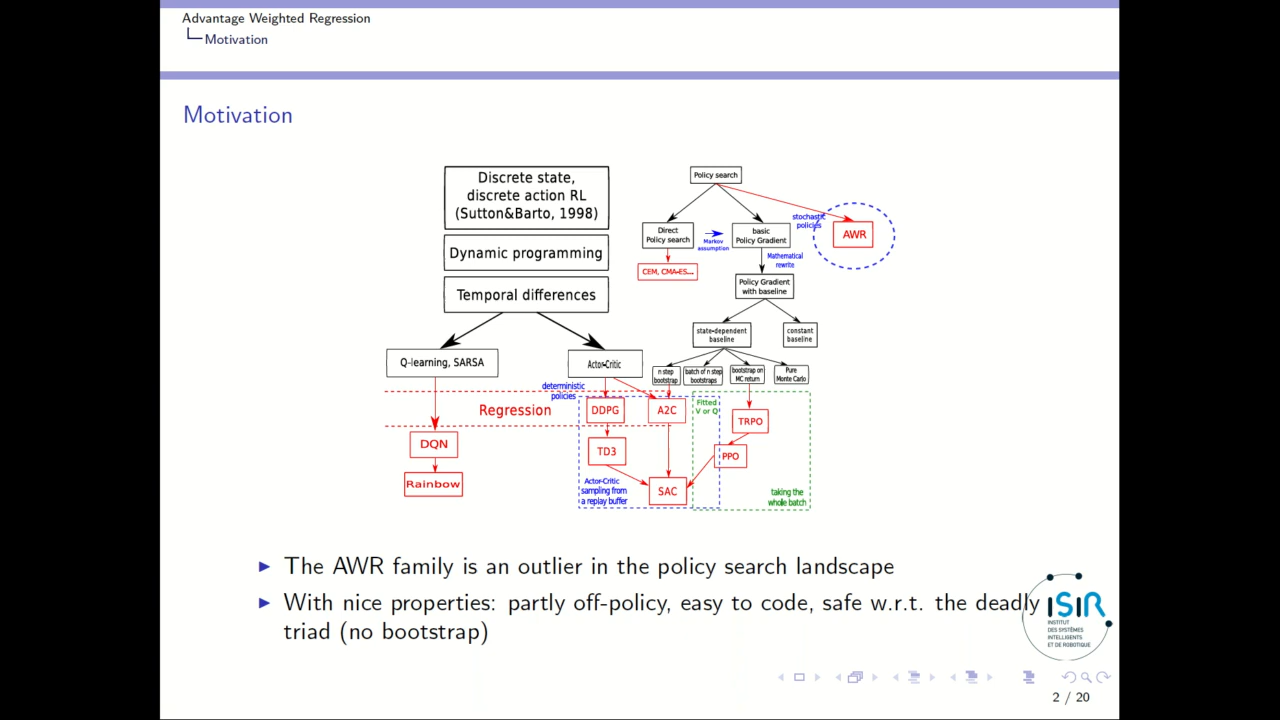 Advantage Weighted Regression
Motivation
Motivation
Discrete state,
discrete action RL
(Sutton&Barto, 1998)
Dynamic programming
Temporal differences
Q-learning, SARSA
Actor-Critic
deterministic
policies
Regression
DQN
Rainbow
DDPG
A2C
TD3
SAC
Actor-Critic
sampling from
a replay buffer
Policy search
Direct
Policy search
Markov
assumption
basic
Policy Gradient
stochastic
policies
AWR
CEM, CMA-ES...
Mathematical
rewrite
Policy Gradient
with baseline
state-dependent
baseline
constant
baseline
n step
bootstrap
batch of n step
bootstraps
bootstrap on
MC return
Pure
Monte Carlo
Fitted
V or Q
TRPO
PPO
taking the
whole batch
▶ The AWR family is an outlier in the policy search landscape
▶ With nice properties: partly off-policy, easy to code, safe w.r.t. the deadly
triad (no bootstrap)
ISIR
INSTITUT
DES SYSTÈMES
INTELLIGENTS
ET DE ROBOTIQUE
2 / 20